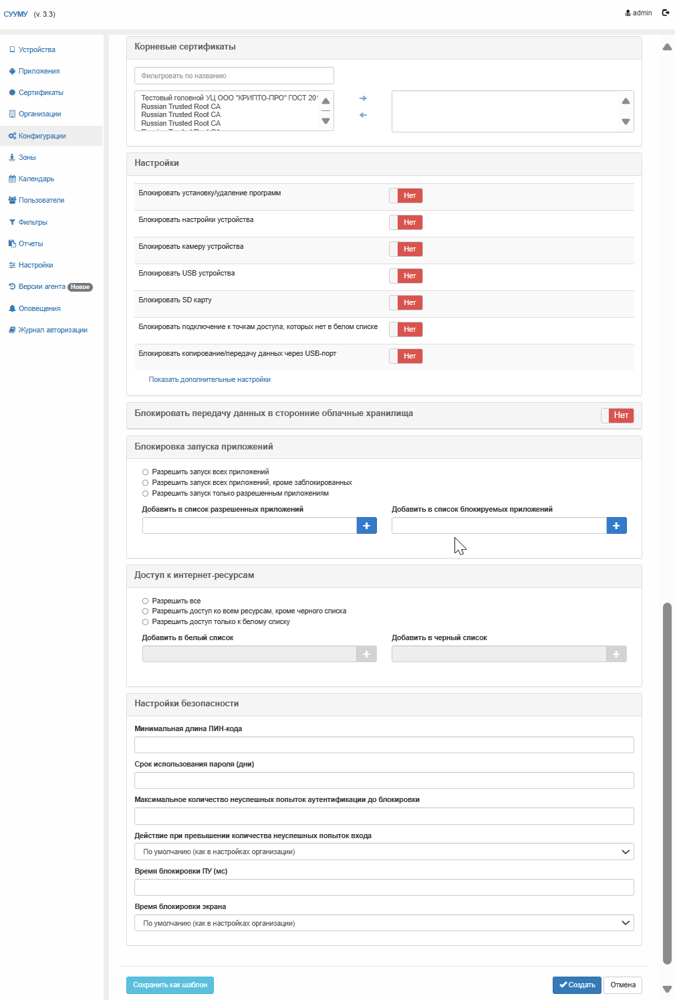 СУУМУ (v. 3.3)
admin
Устройства
Приложения
Сертификаты
Организации
Конфигурации
Зоны
Календарь
Пользователи
Фильтры
Отчеты
Настройки
Версии агента Новое
Оповещения
Журнал авторизации
Корневые сертификаты
Фильтровать по названию
Тестовый головной УЦ ООО "КРИПТО-ПРО" ГОСТ 201
Russian Trusted Root CA
Russian Trusted Root CA
Russian Trusted Root CA
Russian Trusted Root CA
Настройки
Блокировать установку/удаление программ Нет
Блокировать настройки устройства Нет
Блокировать камеру устройства Нет
Блокировать USB устройства Нет
Блокировать SD карту Нет
Блокировать подключение к точкам доступа, которых нет в белом списке Нет
Блокировать копирование/передачу данных через USB-порт Нет
Показать дополнительные настройки
Блокировать передачу данных в сторонние облачные хранилища Нет
Блокировка запуска приложений
Разрешить запуск всех приложений
Разрешить запуск всех приложений, кроме заблокированных
Разрешить запуск только разрешенным приложениям
Добавить в список разрешенных приложений
Добавить в список блокируемых приложений
Доступ к интернет-ресурсам
Разрешить все
Разрешить доступ ко всем ресурсам, кроме черного списка
Разрешить доступ только к белому списку
Добавить в белый список
Добавить в черный список
Настройки безопасности
Минимальная длина ПИН-кода
Срок использования пароля (дни)
Максимальное количество неуспешных попыток аутентификации до блокировки
Действие при превышении количества неуспешных попыток входа
По умолчанию (как в настройках организации)
Время блокировки ПУ (мс)
Время блокировки экрана
По умолчанию (как в настройках организации)
Сохранить как шаблон
Создать
Отмена